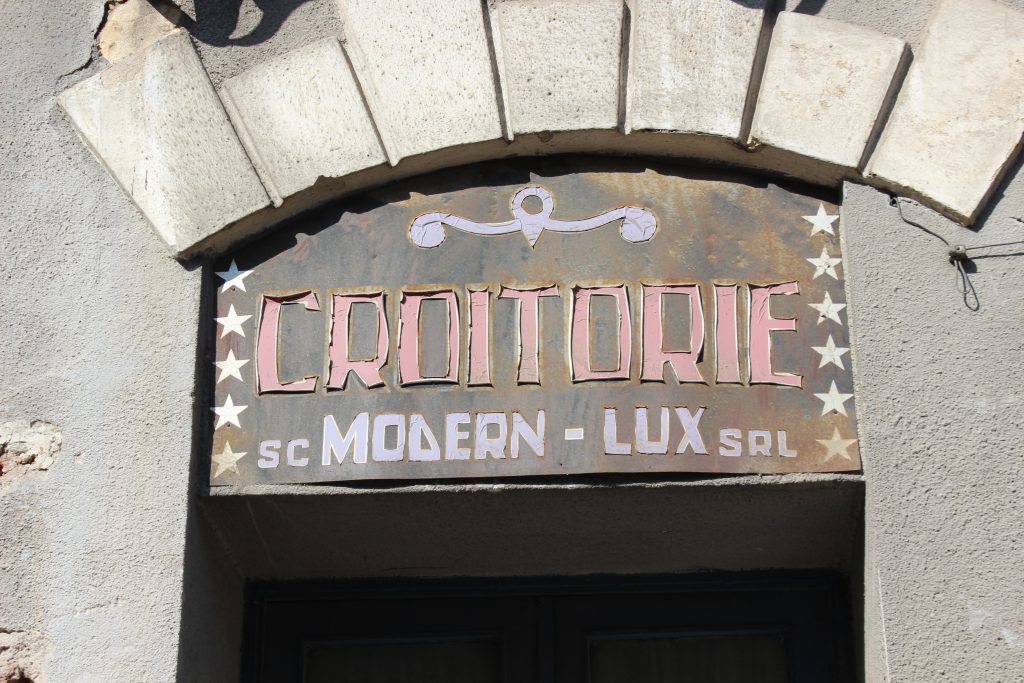 CROITORIE
SC MODERN - LUX SRL